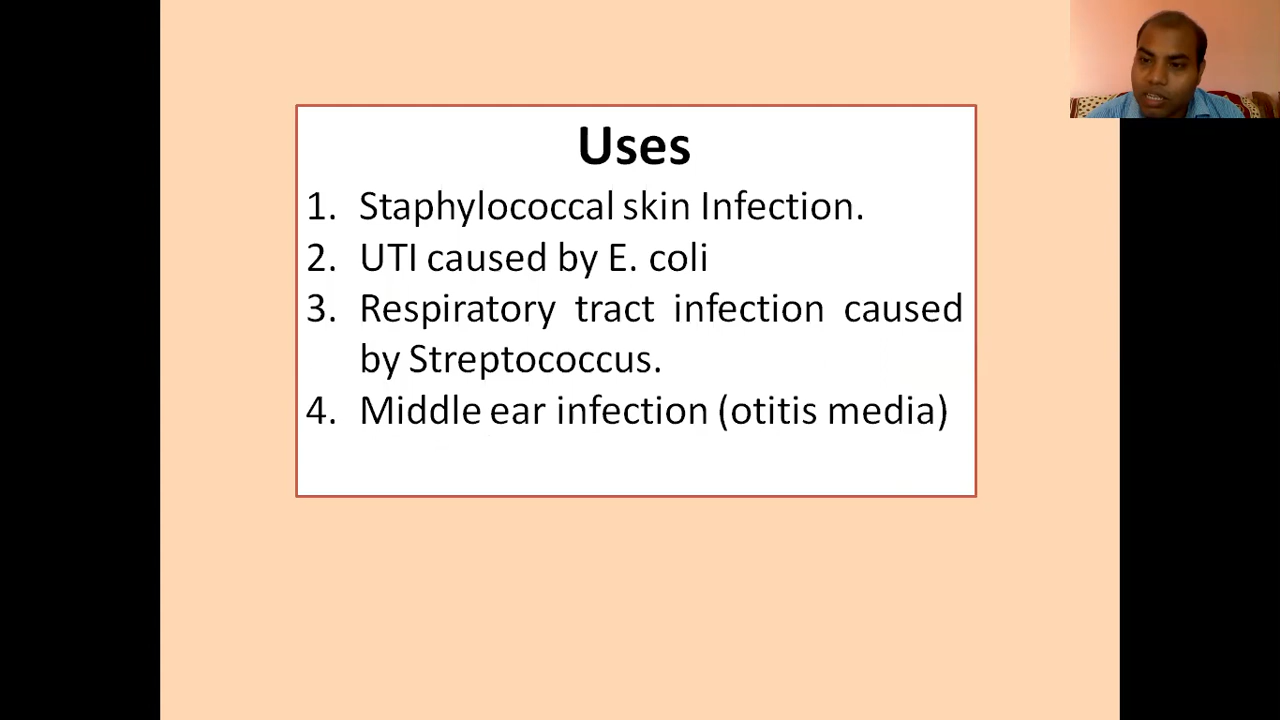 Uses
1. Staphylococcal skin Infection.
2. UTI caused by E. coli
3. Respiratory tract infection caused
by Streptococcus.
4. Middle ear infection (otitis media)